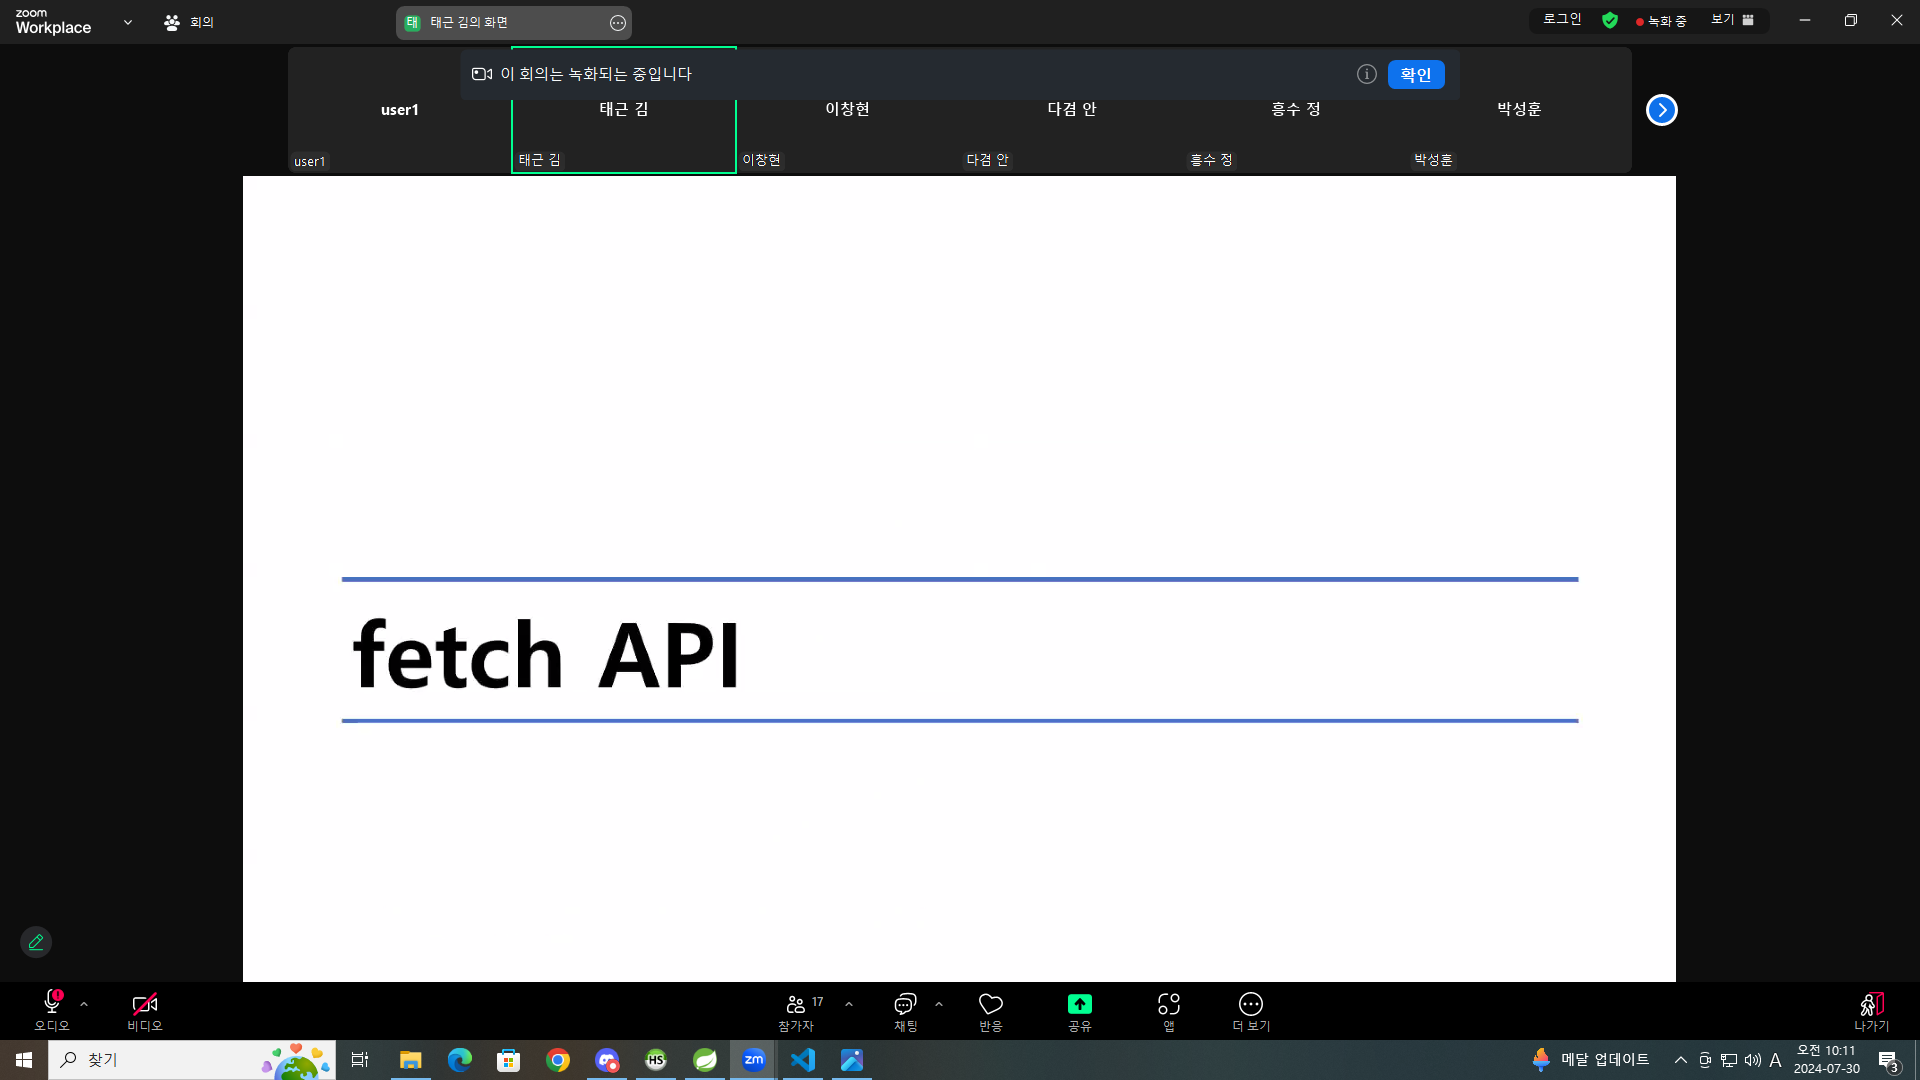 zoom
Workplace
회의
태 태근 김의 화면
로그인
녹화 중
보기
이 회의는 녹화되는 중입니다
확인
user1
태근 김
이창현
다겸 안
흥수 정
박성훈
user1
태근 김
이창현
다겸 안
흥수 정
박성훈
fetch API
오디오
비디오
17
참가자
채팅
반응
공유
앱
더 보기
나가기
찾기
HS
zm
메달 업데이트
A
오전 10:11
2024-07-30
3